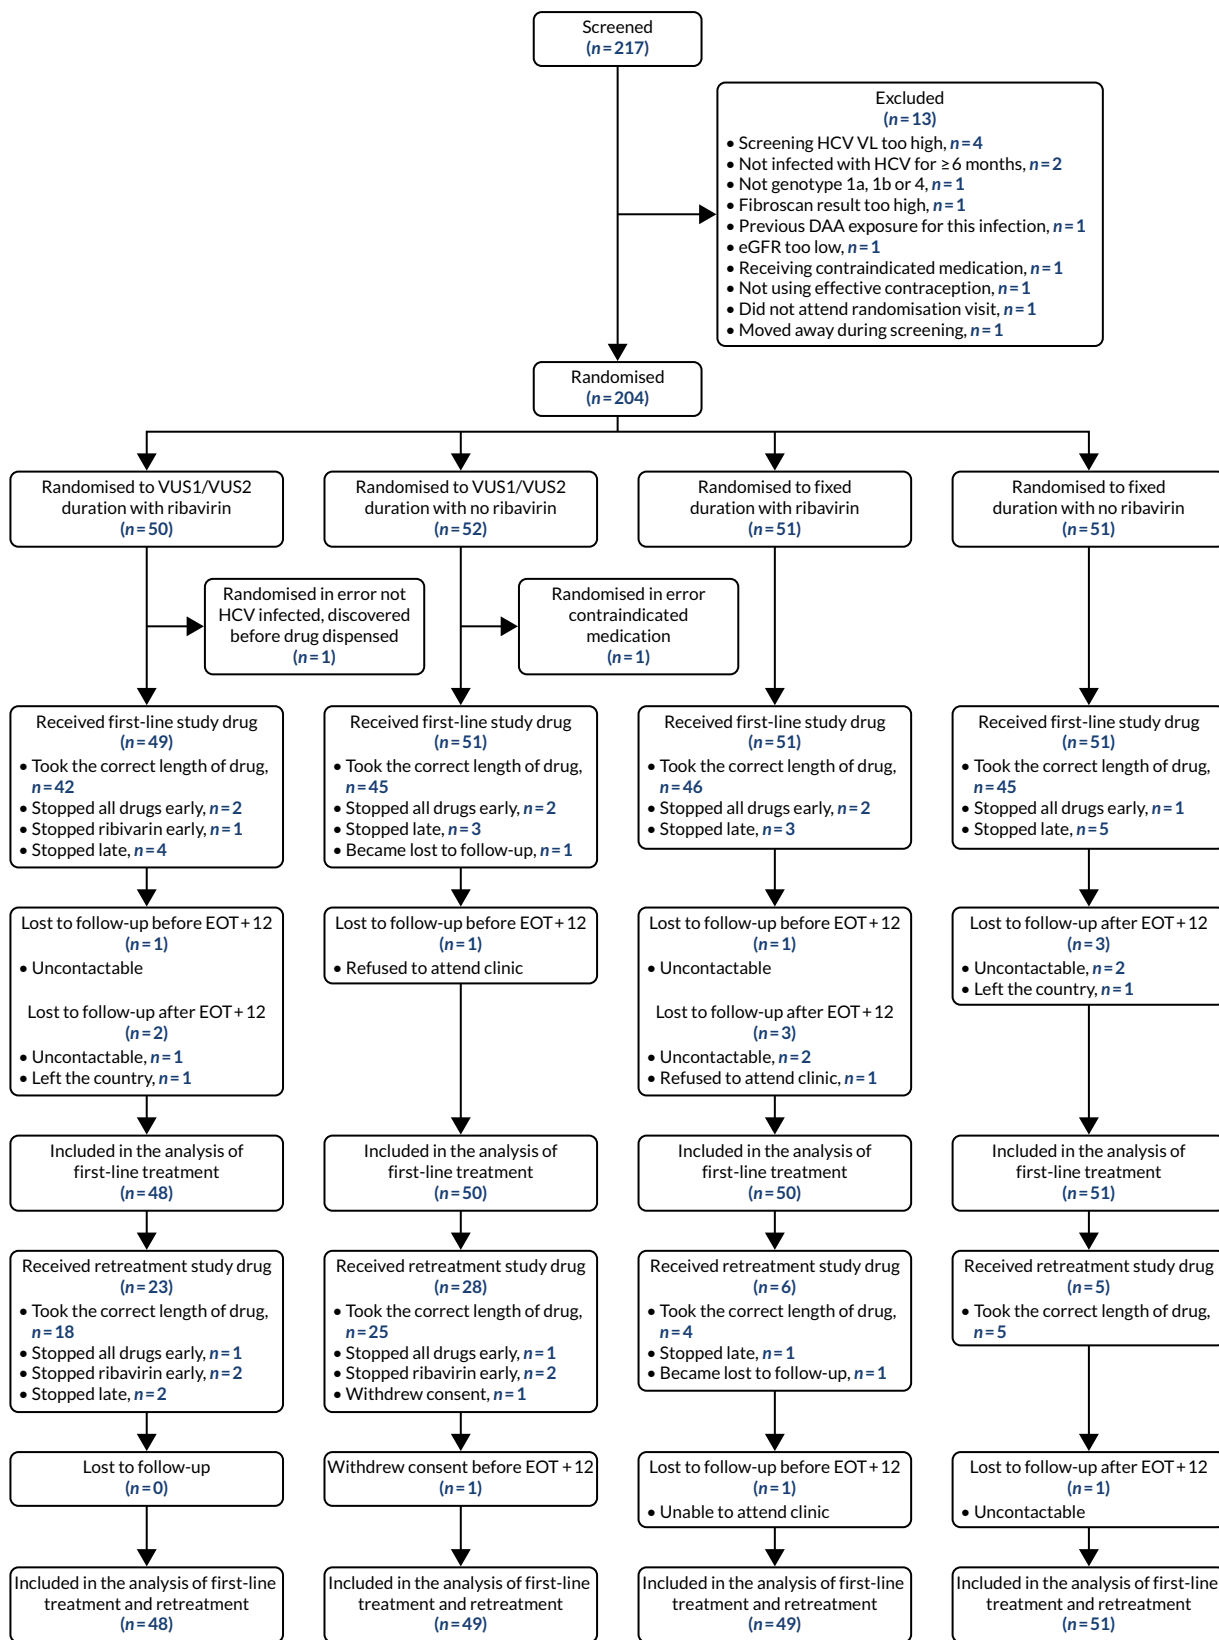 Screened
(n=217)
Excluded
(n=13)
• Screening HCV VL too high, n=4
• Not infected with HCV for ≥6 months, n=2
• Not genotype 1a, 1b or 4, n=1
• Fibroscan result too high, n=1
• Previous DAA exposure for this infection, n=1
• eGFR too low, n=1
• Receiving contraindicated medication, n=1
• Not using effective contraception, n=1
• Did not attend randomisation visit, n=1
• Moved away during screening, n=1
Randomised
(n=204)
Randomised to VUS1/VUS2
duration with ribavirin
(n=50)
Randomised to VUS1/VUS2
duration with no ribavirin
(n=52)
Randomised to fixed
duration with ribavirin
(n=51)
Randomised to fixed
duration with no ribavirin
(n=51)
Randomised in error not
HCV infected, discovered
before drug dispensed
(n=1)
Randomised in error
contraindicated
medication
(n=1)
Received first-line study drug
(n=49)
• Took the correct length of drug,
n=42
• Stopped all drugs early, n=2
• Stopped ribivarin early, n=1
• Stopped late, n=4
Received first-line study drug
(n=51)
• Took the correct length of drug,
n=45
• Stopped all drugs early, n=2
• Stopped late, n=3
• Became lost to follow-up, n=1
Received first-line study drug
(n=51)
• Took the correct length of drug,
n=46
• Stopped all drugs early, n=2
• Stopped late, n=3
Received first-line study drug
(n=51)
• Took the correct length of drug,
n=45
• Stopped all drugs early, n=1
• Stopped late, n=5
Lost to follow-up before EOT+12
(n=1)
• Uncontactable
Lost to follow-up after EOT+12
(n=2)
• Uncontactable, n=1
• Left the country, n=1
Lost to follow-up before EOT+12
(n=1)
• Refused to attend clinic
Lost to follow-up before EOT+12
(n=1)
• Uncontactable
Lost to follow-up after EOT+12
(n=3)
• Uncontactable, n=2
• Refused to attend clinic, n=1
Lost to follow-up after EOT+12
(n=3)
• Uncontactable, n=2
• Left the country, n=1
Included in the analysis of
first-line treatment
(n=48)
Included in the analysis of
first-line treatment
(n=50)
Included in the analysis of
first-line treatment
(n=50)
Included in the analysis of
first-line treatment
(n=51)
Received retreatment study drug
(n=23)
• Took the correct length of drug,
n=18
• Stopped all drugs early, n=1
• Stopped ribavirin early, n=2
• Stopped late, n=2
Received retreatment study drug
(n=28)
• Took the correct length of drug,
n=25
• Stopped all drugs early, n=1
• Stopped ribavirin early, n=2
• Withdrew consent, n=1
Received retreatment study drug
(n=6)
• Took the correct length of drug,
n=4
• Stopped late, n=1
• Became lost to follow-up, n=1
Received retreatment study drug
(n=5)
• Took the correct length of drug,
n=5
Lost to follow-up
(n=0)
Withdrew consent before EOT+12
(n=1)
Lost to follow-up before EOT+12
(n=1)
• Unable to attend clinic
Lost to follow-up after EOT+12
(n=1)
• Uncontactable
Included in the analysis of first-line
treatment and retreatment
(n=48)
Included in the analysis of first-line
treatment and retreatment
(n=49)
Included in the analysis of first-line
treatment and retreatment
(n=49)
Included in the analysis of first-line
treatment and retreatment
(n=51)